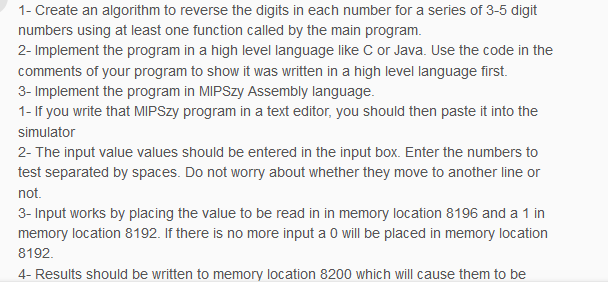 1- Create an algorithm to reverse the digits in each number for a series of 3-5 digit
numbers using at least one function called by the main program.
2- Implement the program in a high level language like C or Java. Use the code in the
comments of your program to show it was written in a high level language first.
3- Implement the program in MIPSzy Assembly language.
1- If you write that MIPSzy program in a text editor, you should then paste it into the
simulator
2- The input value values should be entered in the input box. Enter the numbers to
test separated by spaces. Do not worry about whether they move to another line or
not.
3- Input works by placing the value to be read in in memory location 8196 and a 1 in
memory location 8192. If there is no more input a 0 will be placed in memory location
8192.
4- Results should be written to memory location 8200 which will cause them to be